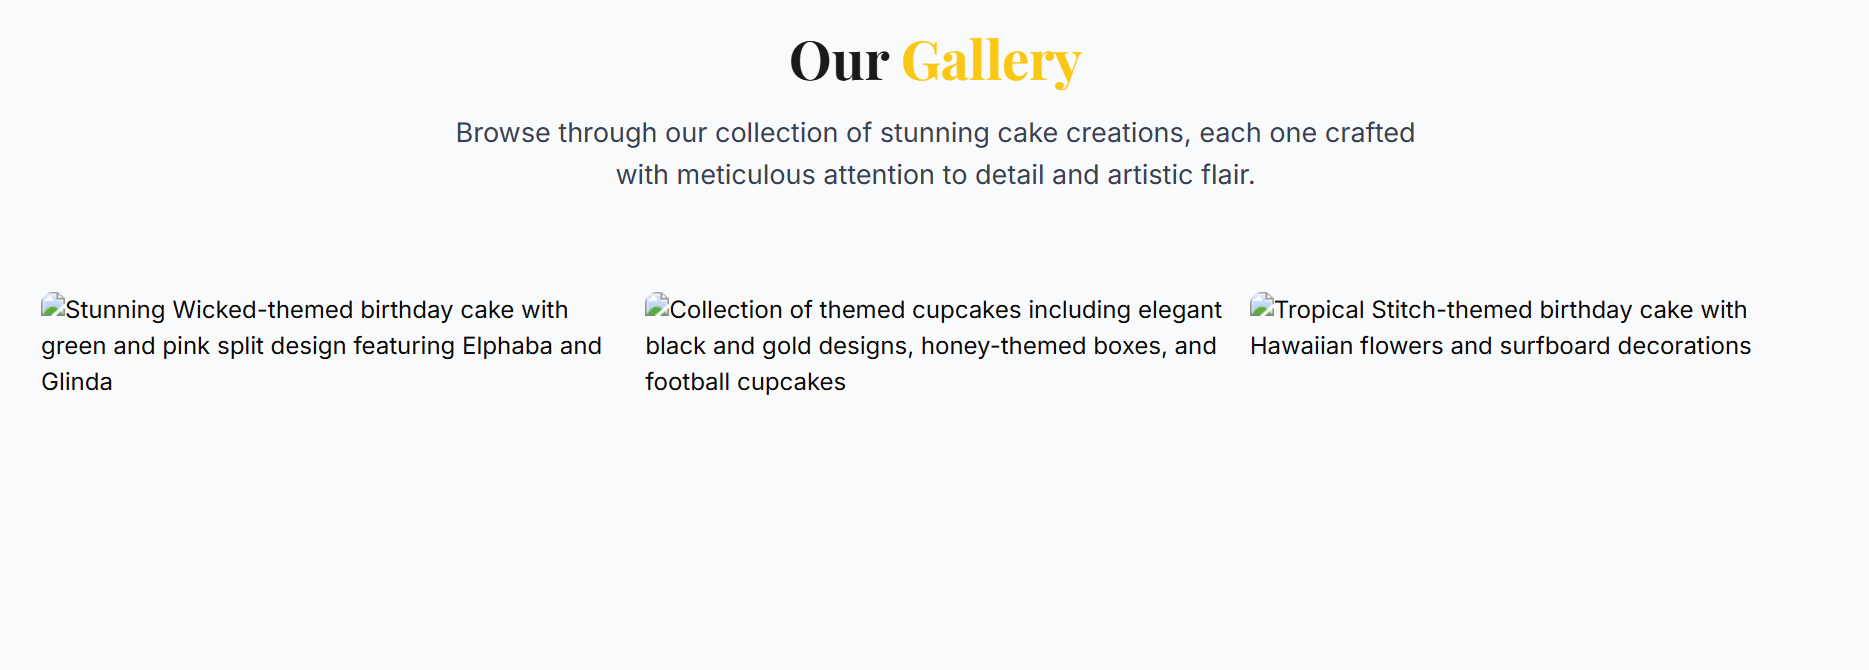 Our Gallery
Browse through our collection of stunning cake creations, each one crafted
with meticulous attention to detail and artistic flair.
Stunning Wicked-themed birthday cake with
green and pink split design featuring Elphaba and
Glinda
Collection of themed cupcakes including elegant
black and gold designs, honey-themed boxes, and
football cupcakes
Tropical Stitch-themed birthday cake with
Hawaiian flowers and surfboard decorations